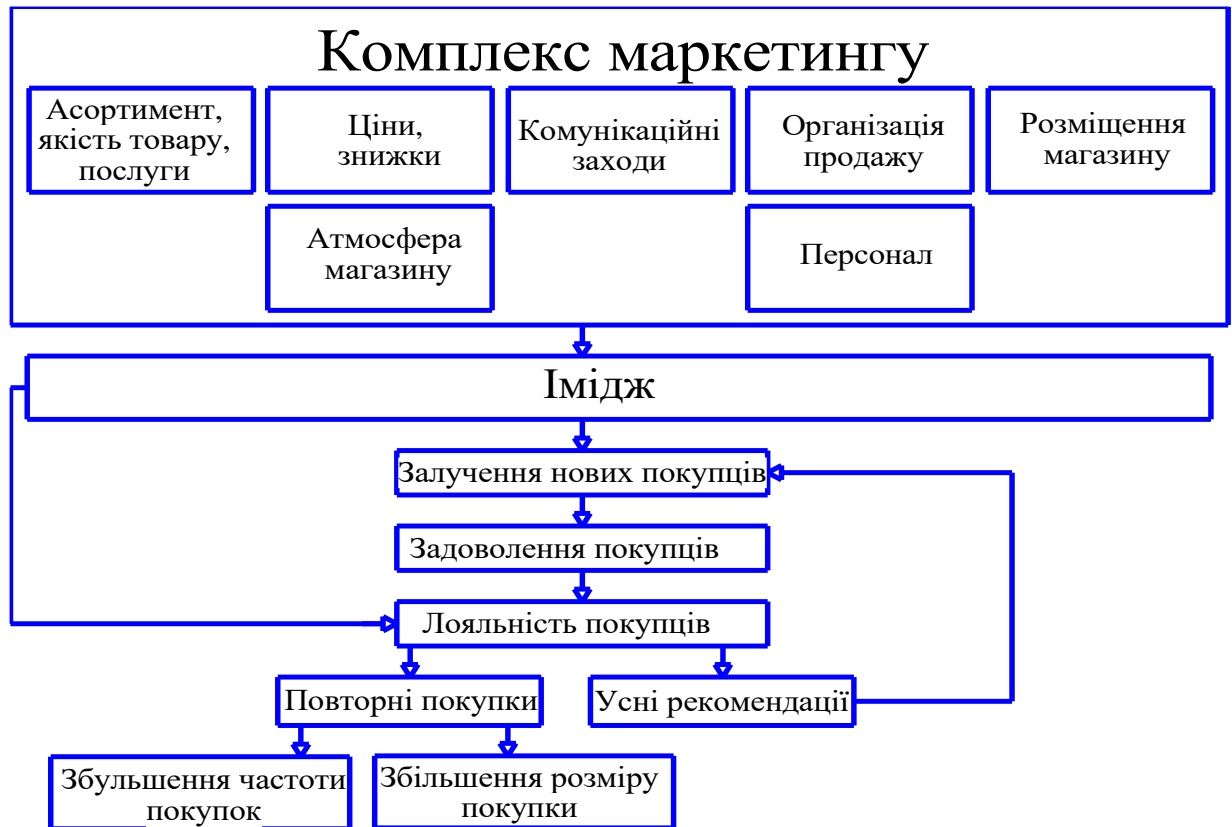 Комплекс маркетингу
Асортимент,
якість товару,
послуги
Ціни,
знижки
Комунікаційні
заходи
Організація
продажу
Розміщення
магазину
Атмосфера
магазину
Персонал
Імідж
Залучення нових покупців
Задоволення покупців
Лояльність покупців
Повторні покупки
Усні рекомендації
Збульшення частоти
покупок
Збільшення розміру
покупки